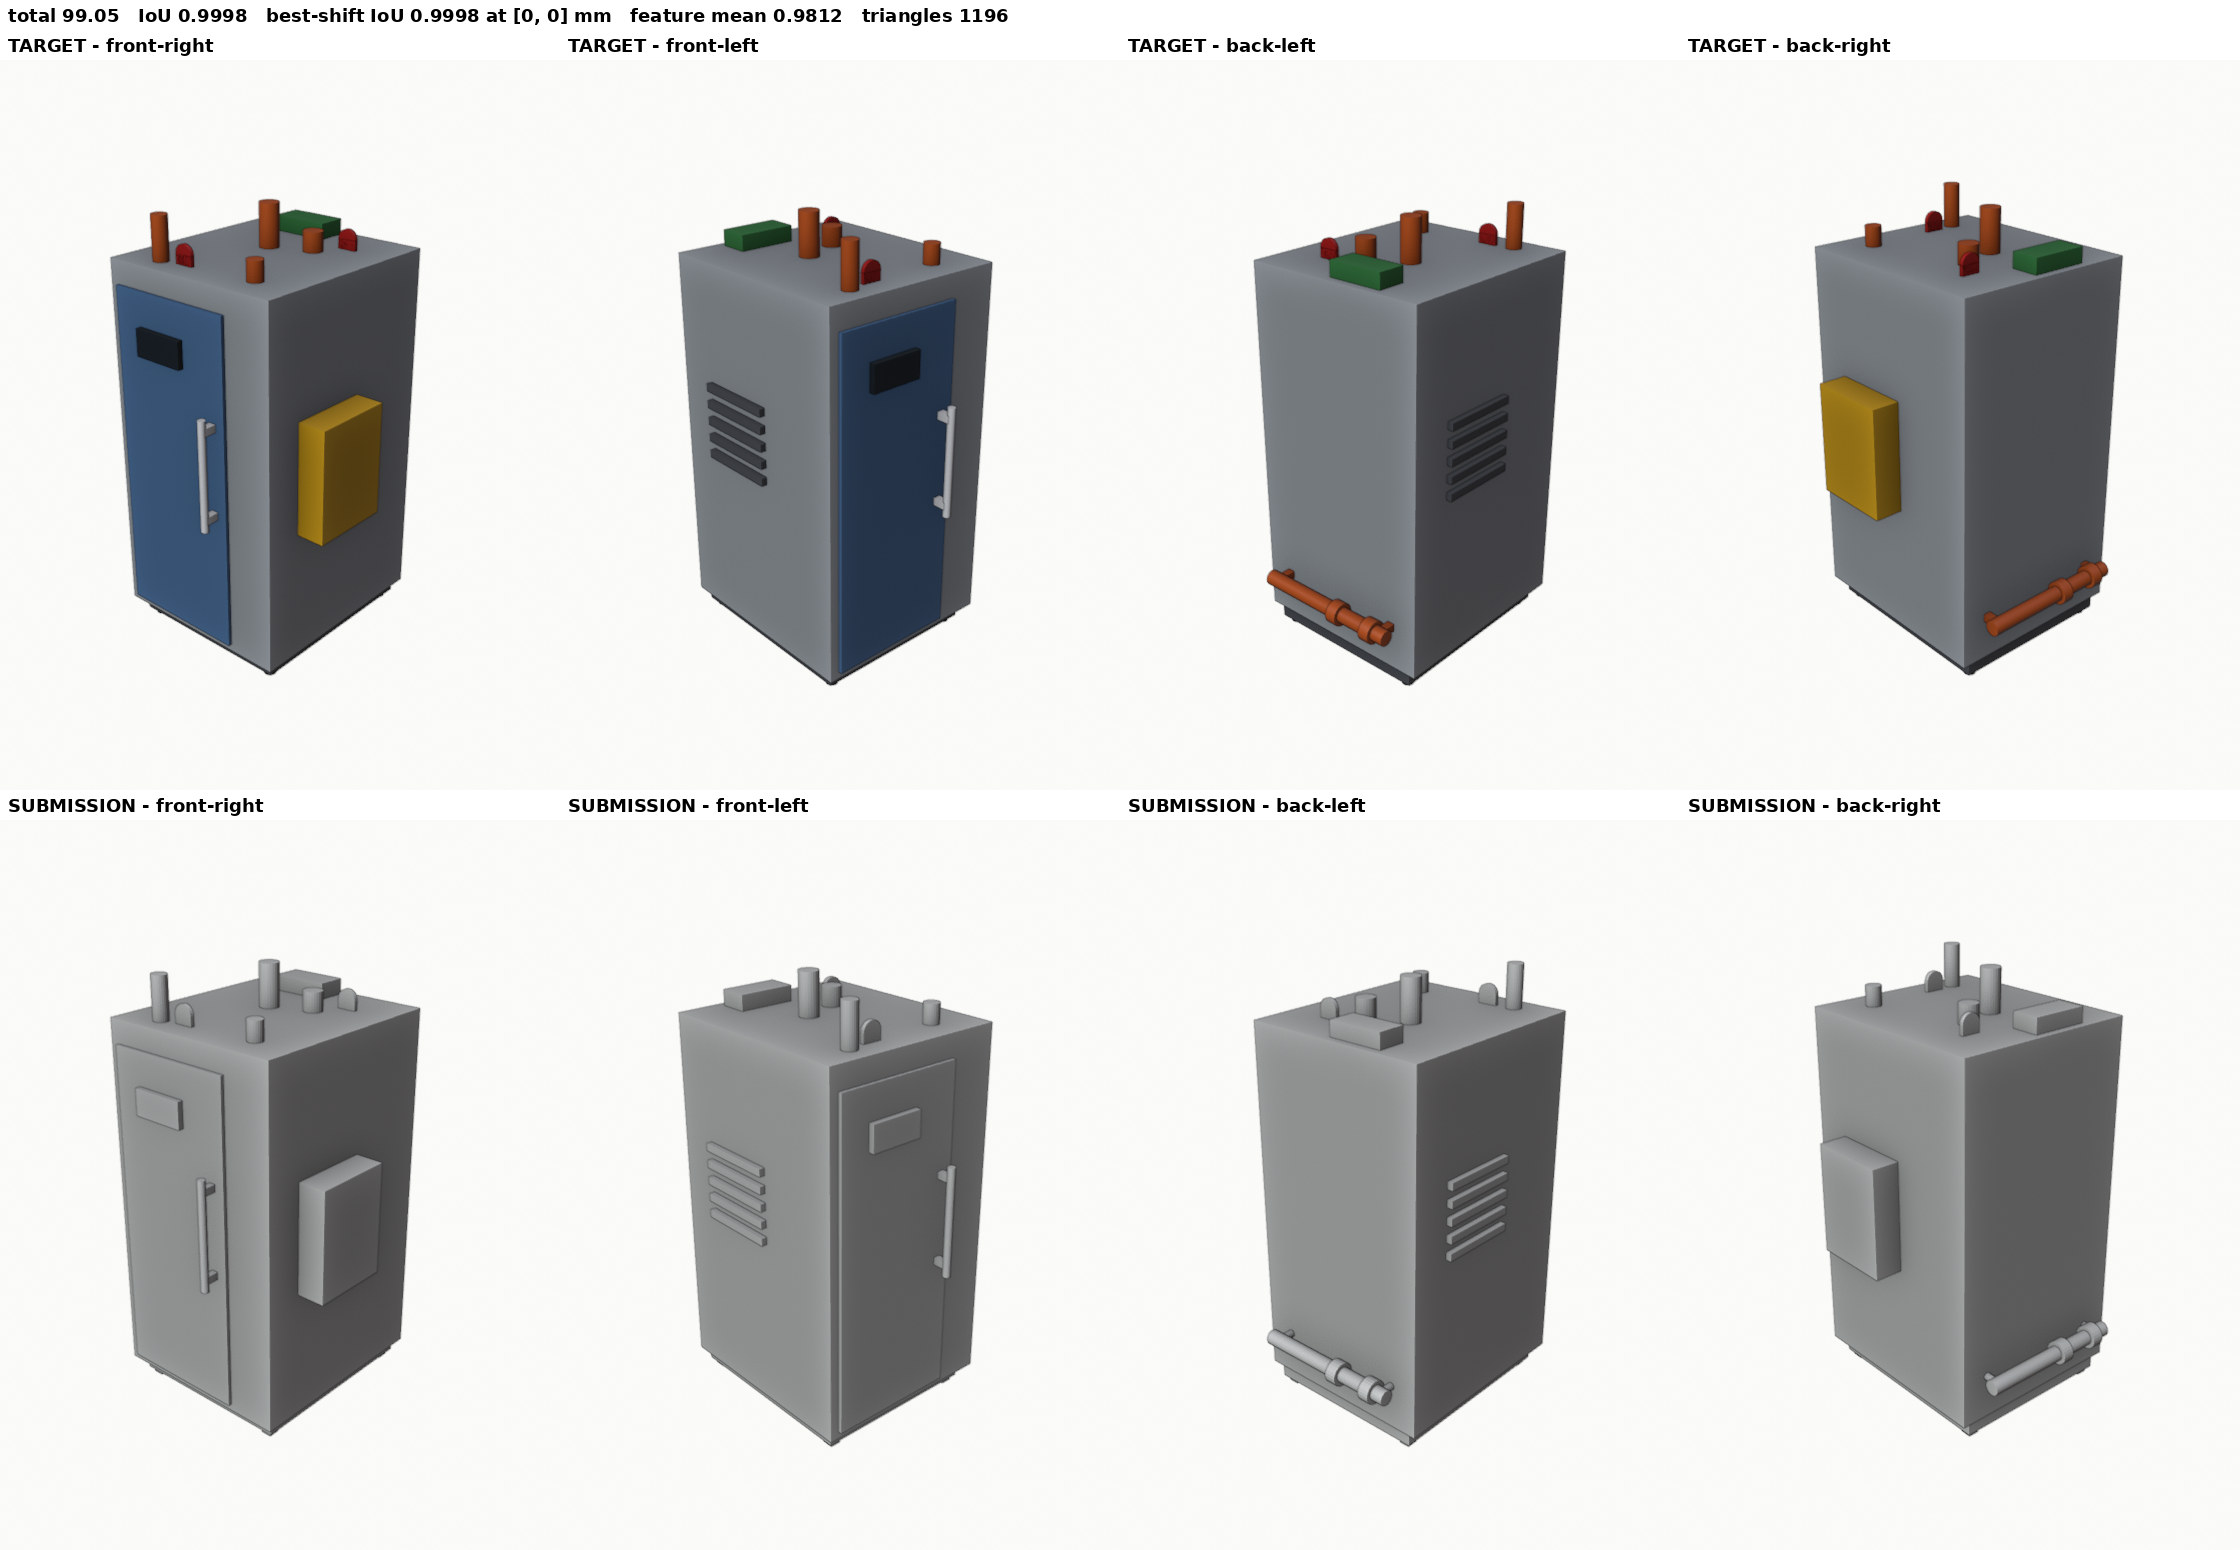 total 99.05   IoU 0.9998   best-shift IoU 0.9998 at [0, 0] mm   feature mean 0.9812   triangles 1196
TARGET - front-right
TARGET - front-left
TARGET - back-left
TARGET - back-right
SUBMISSION - front-right
SUBMISSION - front-left
SUBMISSION - back-left
SUBMISSION - back-right